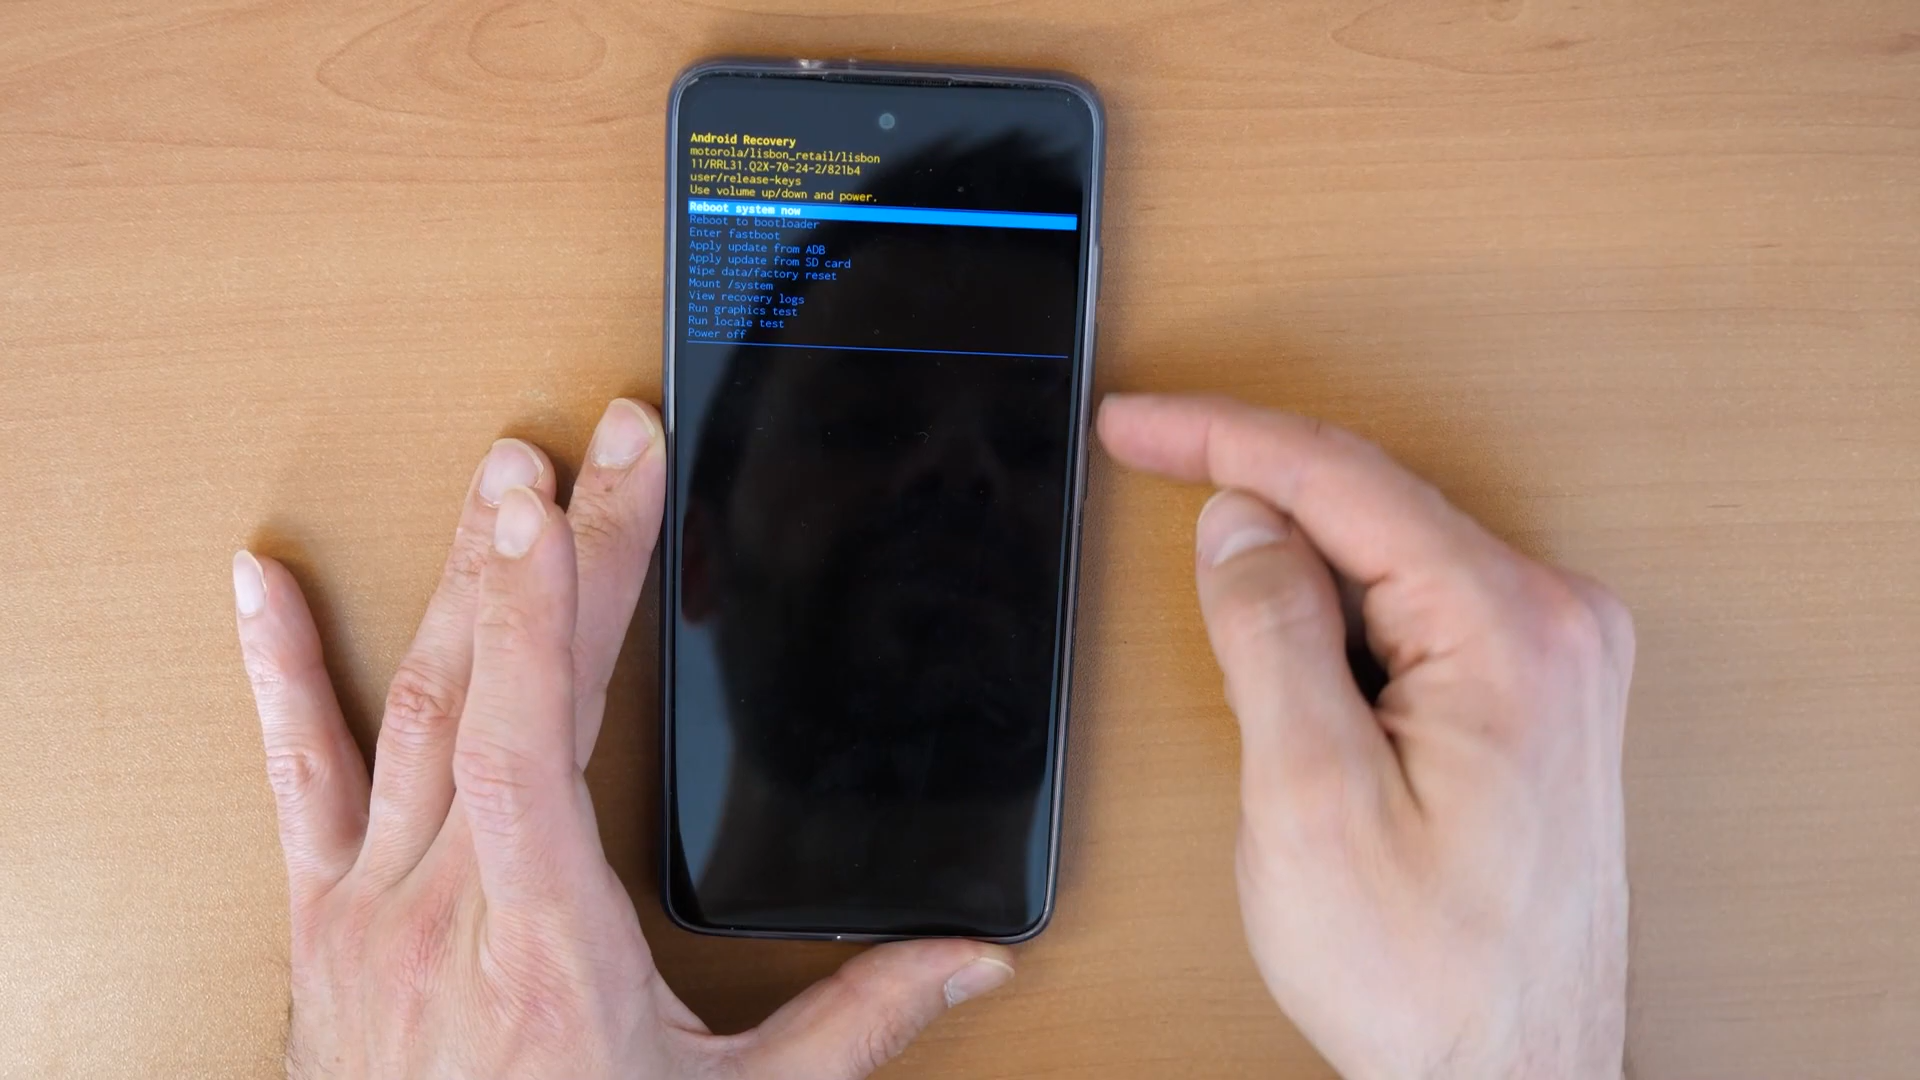 Android Recovery
motorola/lisbon_retail/lisbon
11/RRL31.Q2X-70-24-2/821b4
user/release-keys
Use volume up/down and power.
Reboot system now
Reboot to bootloader
Enter fastboot
Apply update from ADB
Apply update from SD card
Wipe data/factory reset
Mount /system
View recovery logs
Run graphics test
Run locale test
Power off